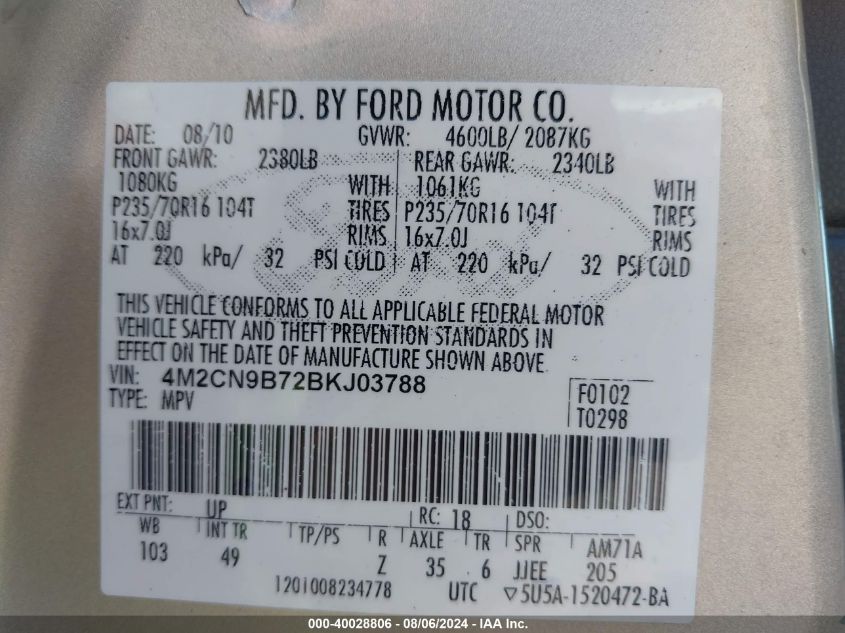 MFD. BY FORD MOTOR CO.
DATE: 08/10 GVWR: 4600LB/ 2087KG
FRONT GAWR: 2380LB REAR GAWR: 2340LB
1080KG WITH 1061KG WITH
P235/70R16 104T TIRES P235/70R16 104T TIRES
16x7.0J RIMS 16x7.0J RIMS
AT 220 kPa/ 32 PSI COLD AT 220 kPa/ 32 PSI COLD
THIS VEHICLE CONFORMS TO ALL APPLICABLE FEDERAL MOTOR
VEHICLE SAFETY AND THEFT PREVENTION STANDARDS IN
EFFECT ON THE DATE OF MANUFACTURE SHOWN ABOVE.
VIN: 4M2CN9B72BKJ03788 F0102
TYPE: MPV T0298
EXT PNT: UP RC: 18 DSO:
WB INT TR TP/PS R AXLE TR SPR AM71A
103 49 Z 35 6 JJEE 205
1201008234778 UTC ▽5U5A-1520472-BA
000-40028806 - 08/06/2024 - IAA Inc.